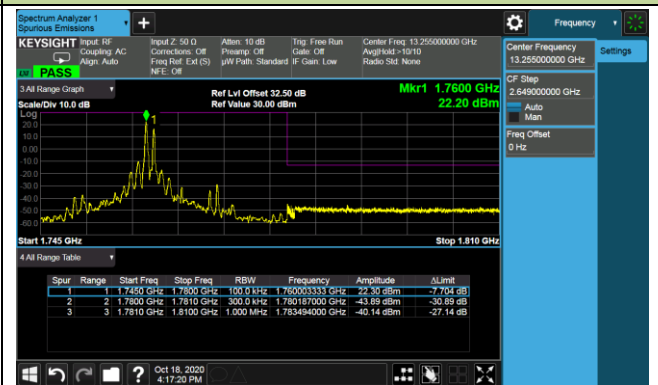 Spectrum Analyzer 1
Spurious Emissions
Frequency
KEYSIGHT
Input: RF
Coupling: AC
Align: Auto
Input Z: 50 Ω
Corrections: Off
Freq Ref: Ext (S)
NFE: Off
Atten: 10 dB
Preamp: Off
µW Path: Standard
Trig: Free Run
Gate: Off
IF Gain: Low
Center Freq: 13.255000000 GHz
Avg|Hold:>10/10
Radio Std: None
PASS
3 All Range Graph
Scale/Div 10.0 dB
Ref Lvl Offset 32.50 dB
Ref Value 30.00 dBm
Mkr1 1.7600 GHz
22.20 dBm
Log
20.0
10.0
0.00
-10.0
-20.0
-30.0
-40.0
-50.0
-60.0
1
Start 1.745 GHz
Stop 1.810 GHz
4 All Range Table
Spur Range Start Freq Stop Freq RBW Frequency Amplitude ΔLimit
1 1 1.7450 GHz 1.7800 GHz 100.0 kHz 1.760003333 GHz 22.30 dBm -7.704 dB
2 2 1.7800 GHz 1.7810 GHz 300.0 kHz 1.780187000 GHz -43.89 dBm -30.89 dB
3 3 1.7810 GHz 1.8100 GHz 1.000 MHz 1.783494000 GHz -40.14 dBm -27.14 dB
Oct 18, 2020
4:17:20 PM
Center Frequency
13.255000000 GHz
Settings
CF Step
2.649000000 GHz
Auto
Man
Freq Offset
0 Hz